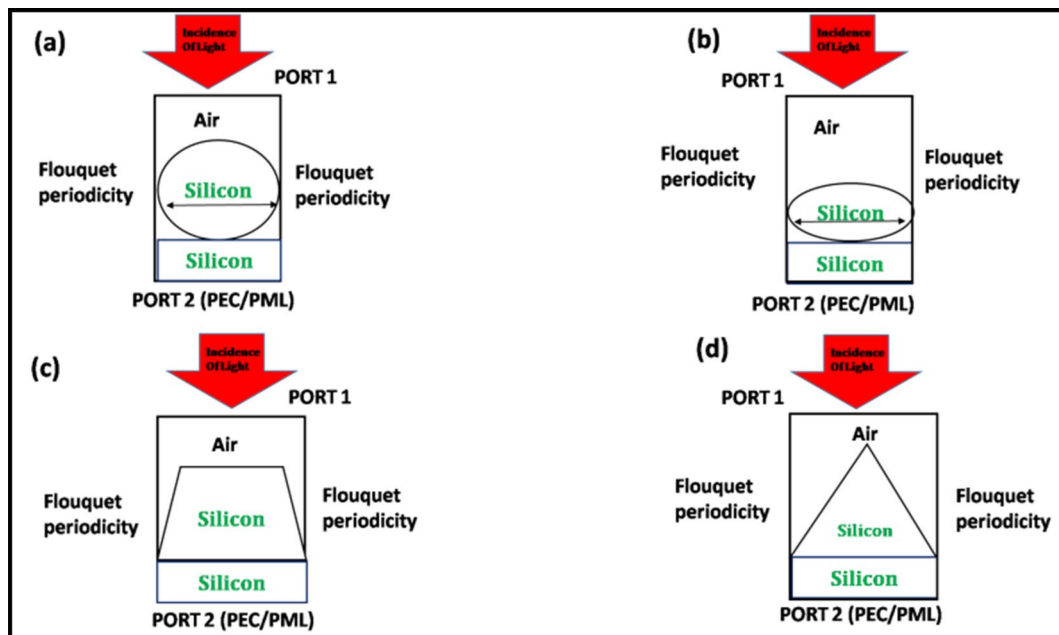 (a)
Incidence
Of Light
PORT 1
Air
Flouquet
periodicity
Silicon
Flouquet
periodicity
Silicon
PORT 2 (PEC/PML)
(b)
Incidence
Of Light
PORT 1
Air
Flouquet
periodicity
Silicon
Flouquet
periodicity
Silicon
PORT 2 (PEC/PML)
(c)
Incidence
Of Light
PORT 1
Air
Flouquet
periodicity
Silicon
Flouquet
periodicity
Silicon
PORT 2 (PEC/PML)
(d)
Incidence
Of Light
PORT 1
Air
Flouquet
periodicity
Silicon
Flouquet
periodicity
Silicon
PORT 2 (PEC/PML)